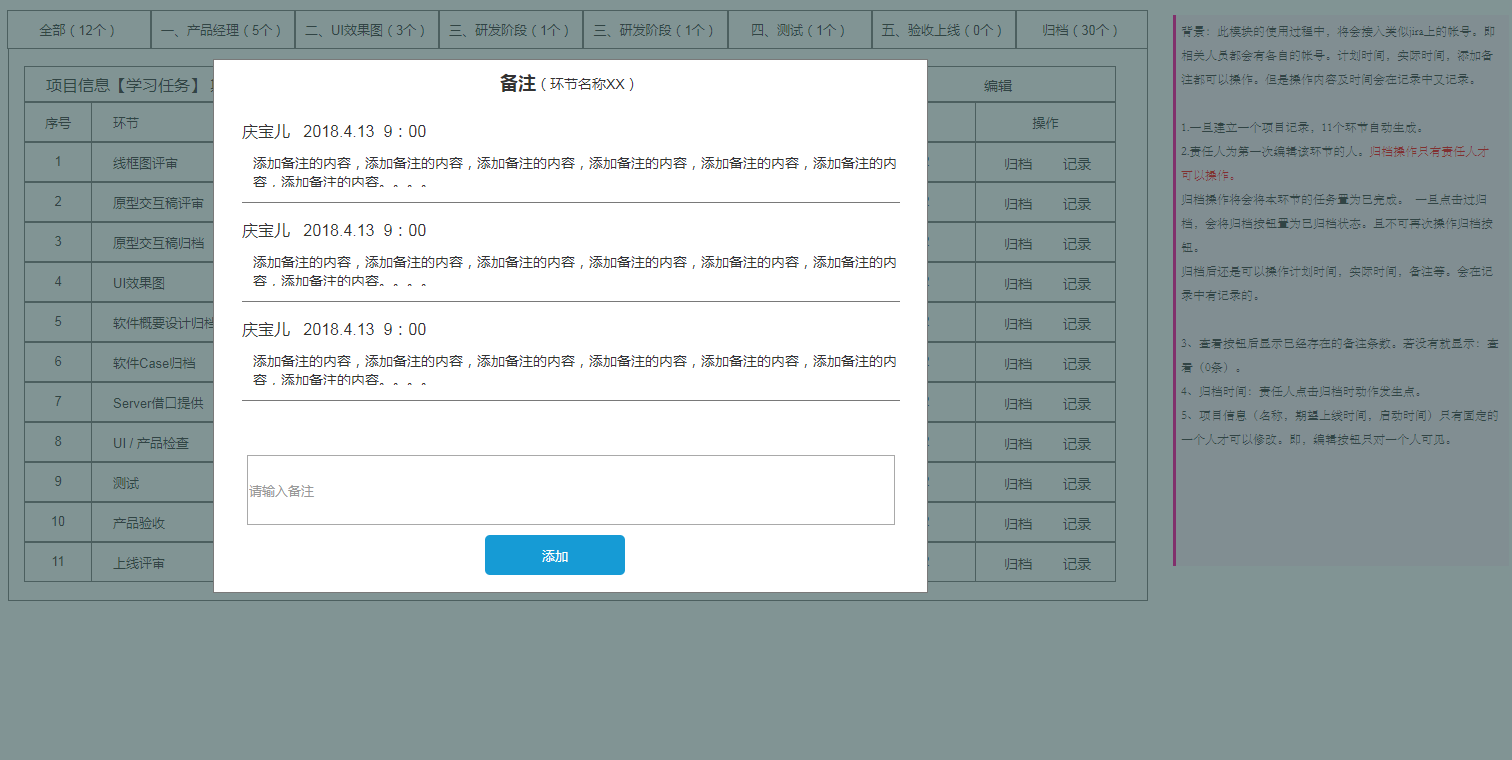 全部（12个） 一、产品经理（5个） 二、UI效果图（3个） 三、研发阶段（1个） 三、研发阶段（1个） 四、测试（1个） 五、验收上线（0个） 归档（30个）
项目信息【学习任务】 编辑
序号 环节 操作
1 线框图评审 归档 记录
2 原型交互稿评审 归档 记录
3 原型交互稿归档 归档 记录
4 UI效果图 归档 记录
5 软件概要设计归档 归档 记录
6 软件Case归档 归档 记录
7 Server借口提供 归档 记录
8 UI / 产品检查 归档 记录
9 测试 归档 记录
10 产品验收 归档 记录
11 上线评审 归档 记录
备注（环节名称XX）
庆宝儿 2018.4.13 9：00
添加备注的内容，添加备注的内容，添加备注的内容，添加备注的内容，添加备注的内容，添加备注的内
容，添加备注的内容。。。。
庆宝儿 2018.4.13 9：00
添加备注的内容，添加备注的内容，添加备注的内容，添加备注的内容，添加备注的内容，添加备注的内
容，添加备注的内容。。。。
庆宝儿 2018.4.13 9：00
添加备注的内容，添加备注的内容，添加备注的内容，添加备注的内容，添加备注的内容，添加备注的内
容，添加备注的内容。。。。
请输入备注
添加
背景：此模块的使用过程中，将会接入类似jira上的帐号。即
相关人员都会有各自的帐号。计划时间，实际时间，添加备
注都可以操作。但是操作内容及时间会在记录中又记录。
1.一旦建立一个项目记录，11个环节自动生成。
2.责任人为第一次编辑该环节的人。归档操作只有责任人才
可以操作。
归档操作将会将本环节的任务置为已完成。 一旦点击过归
档，会将归档按钮置为已归档状态。且不可再次操作归档按
钮。
归档后还是可以操作计划时间，实际时间，备注等。会在记
录中有记录的。
3、查看按钮后显示已经存在的备注条数。若没有就显示：查
看（0条）。
4、归档时间：责任人点击归档时动作发生点。
5、项目信息（名称，期望上线时间，启动时间）只有固定的
一个人才可以修改。即，编辑按钮只对一个人可见。